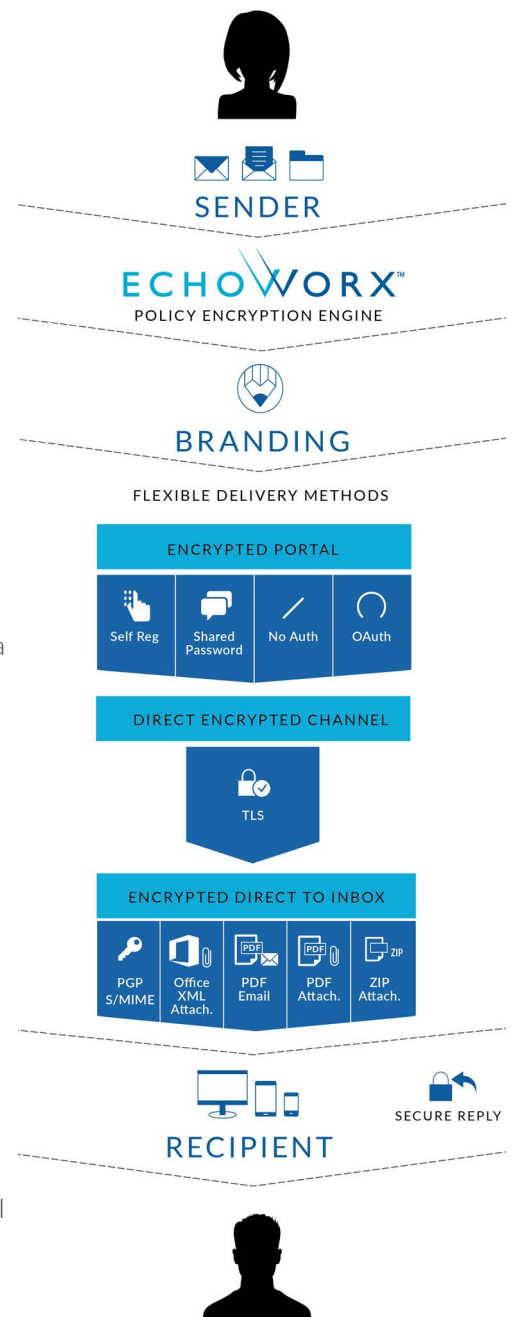 SENDER
ECHOWORX™
POLICY ENCRYPTION ENGINE
BRANDING
FLEXIBLE DELIVERY METHODS
ENCRYPTED PORTAL
Self Reg
Shared
Password
No Auth
OAuth
a
DIRECT ENCRYPTED CHANNEL
TLS
ENCRYPTED DIRECT TO INBOX
PDF
PDF
ZIP
PGP
S/MIME
Office
XML
Attach.
PDF
Email
PDF
Attach.
ZIP
Attach.
SECURE REPLY
RECIPIENT